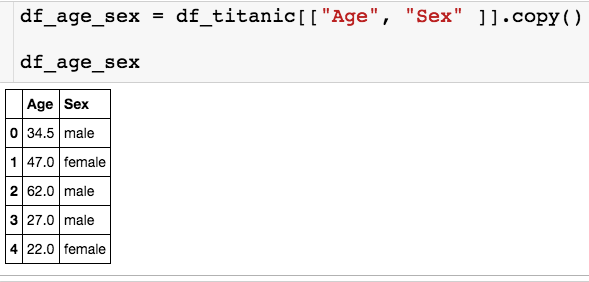 df_age_sex = df_titanic[["Age", "Sex" ]].copy()
df_age_sex
Age Sex
0 34.5 male
1 47.0 female
2 62.0 male
3 27.0 male
4 22.0 female